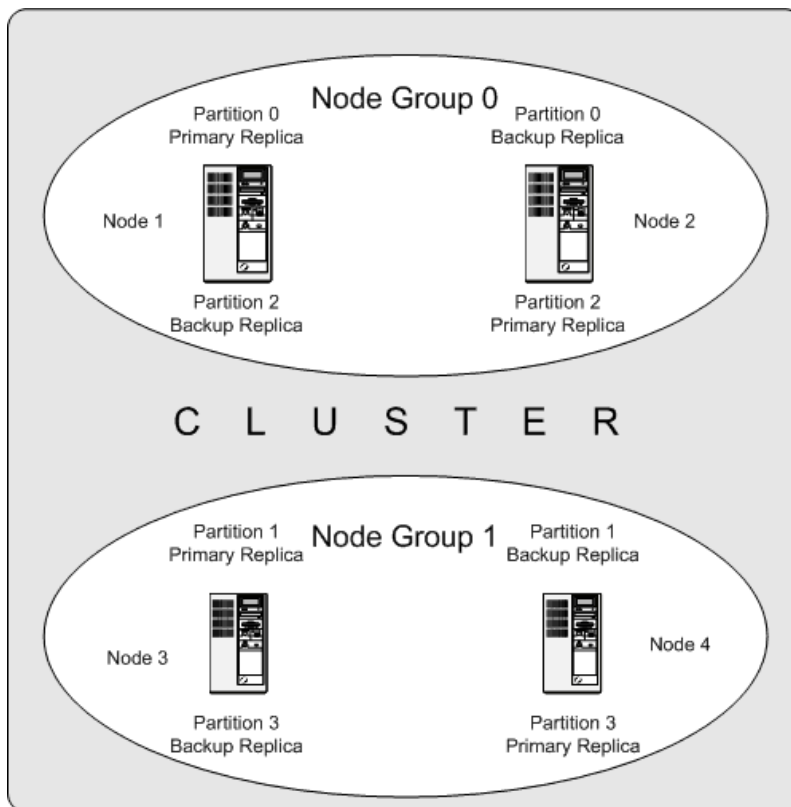 Node Group 0
Partition 0
Primary Replica
Partition 0
Backup Replica
Node 1
Node 2
Partition 2
Backup Replica
Partition 2
Primary Replica
C L U S T E R
Node Group 1
Partition 1
Primary Replica
Partition 1
Backup Replica
Node 3
Node 4
Partition 3
Backup Replica
Partition 3
Primary Replica